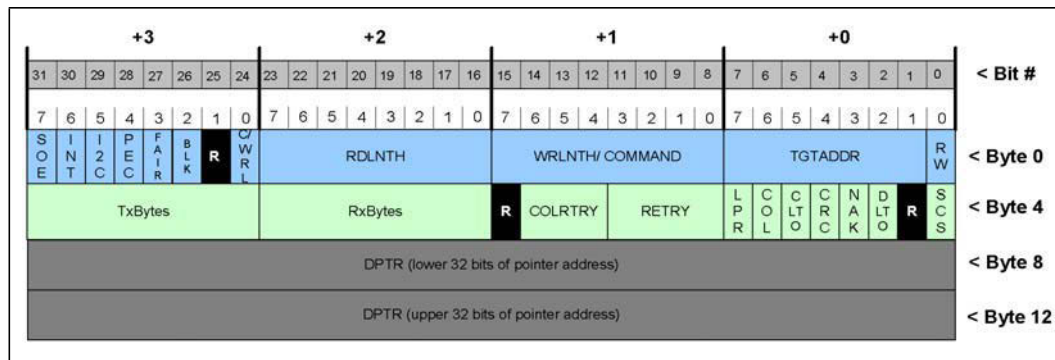 +3 +2 +1 +0
31 30 29 28 27 26 25 24 23 22 21 20 19 18 17 16 15 14 13 12 11 10 9 8 7 6 5 4 3 2 1 0 < Bit #
7 6 5 4 3 2 1 0 7 6 5 4 3 2 1 0 7 6 5 4 3 2 1 0 7 6 5 4 3 2 1 0
SOE INT I2C PEC FAIR BLK R C/WRL RDLNTH WRLNTH/ COMMAND TGTADDR RW < Byte 0
TxBytes RxBytes R COLRTRY RETRY LPR COL CLTO CRC NAK DLTO R SCS < Byte 4
DPTR (lower 32 bits of pointer address) < Byte 8
DPTR (upper 32 bits of pointer address) < Byte 12